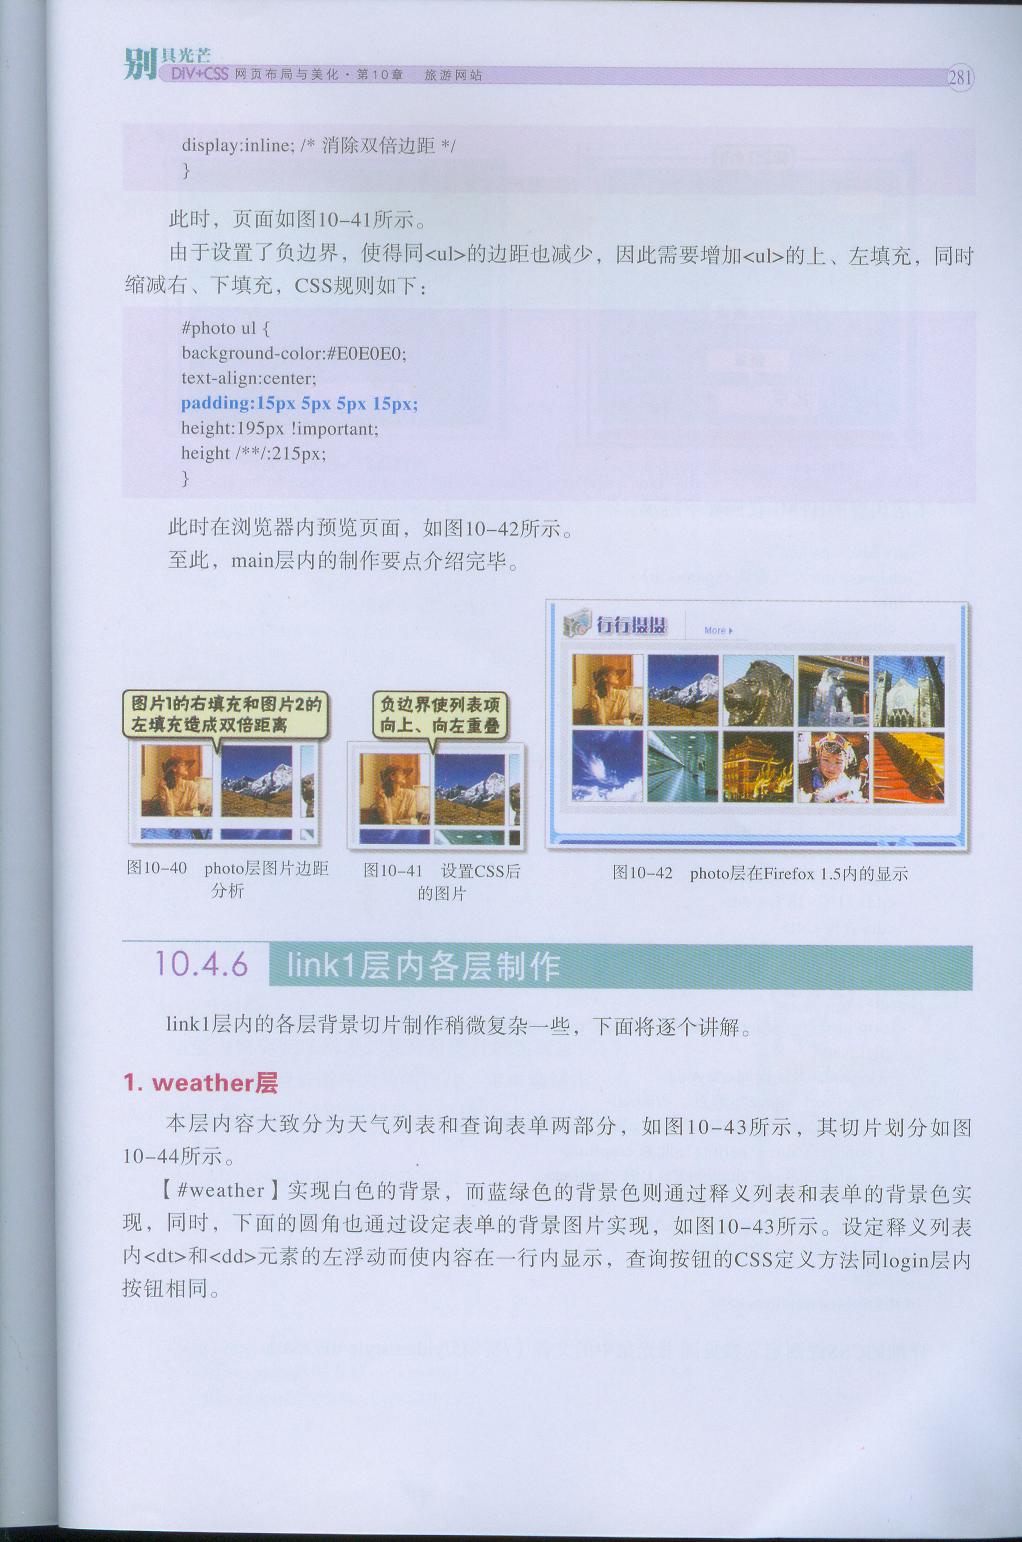 别具光芒
DIV+CSS 网页布局与美化·第10章 旅游网站
281
display:inline; /* 消除双倍边距 */
}
此时，页面如图10-41所示。
由于设置了负边界，使得同<ul>的边距也减少，因此需要增加<ul>的上、左填充，同时
缩减右、下填充，CSS规则如下：
#photo ul {
background-color:#E0E0E0;
text-align:center;
padding:15px 5px 5px 15px;
height:195px !important;
height /**/:215px;
}
此时在浏览器内预览页面，如图10-42所示。
至此，main层内的制作要点介绍完毕。
图片1的右填充和图片2的
左填充造成双倍距离
负边界使列表项
向上、向左重叠
行行摄摄
More
图10-40 photo层图片边距
分析
图10-41 设置CSS后
的图片
图10-42 photo层在Firefox 1.5内的显示
10.4.6 link1层内各层制作
link1层内的各层背景切片制作稍微复杂一些，下面将逐个讲解。
1. weather层
本层内容大致分为天气列表和查询表单两部分，如图10-43所示，其切片划分如图
10-44所示。
【#weather】实现白色的背景，而蓝绿色的背景色则通过释义列表和表单的背景色实
现，同时，下面的圆角也通过设定表单的背景图片实现，如图10-43所示。设定释义列表
内<dt>和<dd>元素的左浮动而使内容在一行内显示，查询按钮的CSS定义方法同login层内
按钮相同。